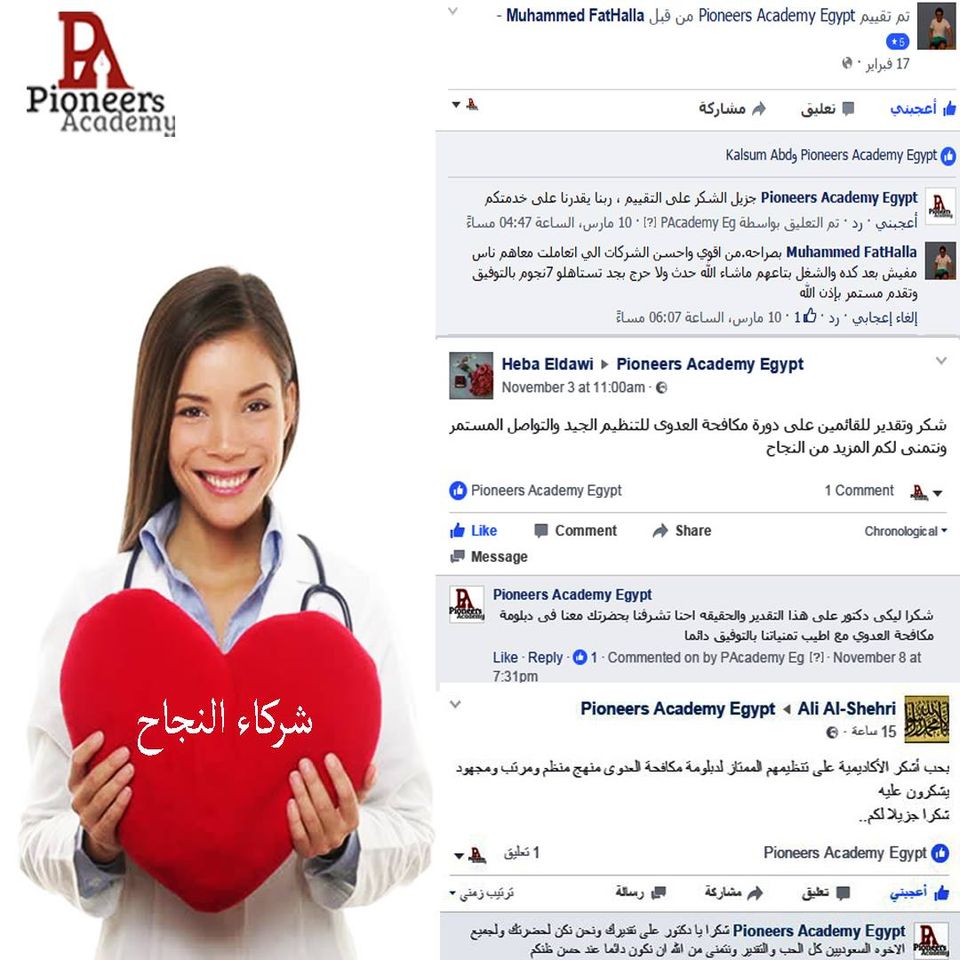 Pioneers
Academy
شركاء النجاح
تم تقييم Pioneers Academy Egypt من قبل Muhammed FatHalla -
5★
17 فبراير ·
أعجبني تعليق مشاركة
Kalsum Abd و Pioneers Academy Egypt
Pioneers Academy Egypt جزيل الشكر على التقييم ، ربنا يقدرنا على خدمتكم
أعجبني · رد · تم التعليق بواسطة PAcademy Eg [?] · 10 مارس، الساعة 04:47 مساءً
Muhammed FatHalla بصراحه.من اقوي واحسن الشركات الي اتعاملت معاهم ناس
مفيش بعد كده والشغل بتاعهم ماشاء الله حدث ولا حرج بجد تستاهلو 7نجوم بالتوفيق
وتقدم مستمر بإذن الله
إلغاء إعجابي · رد · 1 · 10 مارس، الساعة 06:07 مساءً
Heba Eldawi ▸ Pioneers Academy Egypt
November 3 at 11:00am ·
شكر وتقدير للقائمين على دورة مكافحة العدوى للتنظيم الجيد والتواصل المستمر
ونتمنى لكم المزيد من النجاح
Pioneers Academy Egypt 1 Comment
Like Comment Share Chronological
Message
Pioneers Academy Egypt
شكرا ليكى دكتور على هذا التقدير والحقيقه احنا تشرفنا بحضرتك معنا فى دبلومة
مكافحة العدوي مع اطيب تمنياتنا بالتوفيق دائما
Like · Reply · 1 · Commented on by PAcademy Eg [?] · November 8 at
7:31pm
Pioneers Academy Egypt ◂ Ali Al-Shehri
15 ساعة ·
بحب أشكر الأكاديمية على تنظيمهم الممتاز لدبلومة مكافحة العدوى منهج منظم ومرتب ومجهود
يشكرون عليه
شكرا جزيلا لكم..
Pioneers Academy Egypt 1 تعليق
أعجبني تعليق مشاركة رسالة ترتيب زمني
Pioneers Academy Egypt شكرا يا دكتور على تقديرك ونحن نكن لحضرتك ولجميع
الاخوه السعوديين كل الحب والتقدير ونتمنى من الله ان نكون دائما عند حسن ظنكم